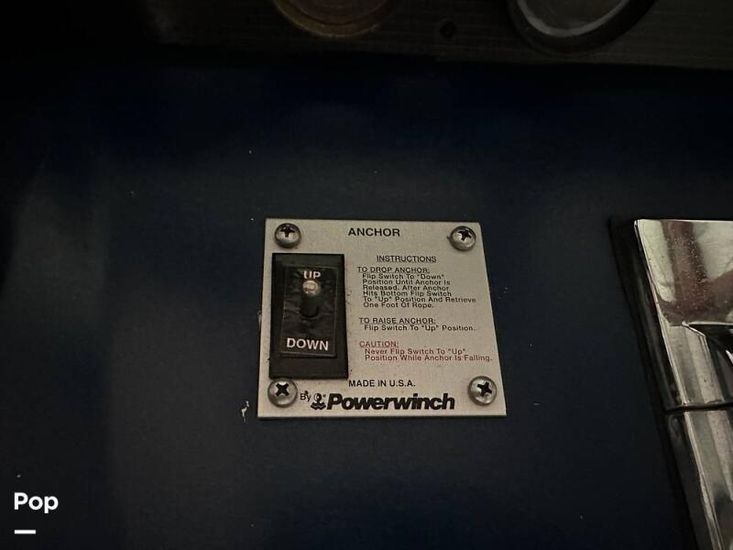 ANCHOR
UP
DOWN
INSTRUCTIONS
TO DROP ANCHOR:
Flip Switch To "Down"
Position Until Anchor Is
Released. After Anchor
Hits Bottom Flip Switch
To "Up" Position And Retrieve
One Foot Of Rope.
TO RAISE ANCHOR:
Flip Switch To "Up" Position.
CAUTION:
Never Flip Switch To "Up"
Position While Anchor Is Falling.
MADE IN U.S.A.
By Powerwinch
Pop